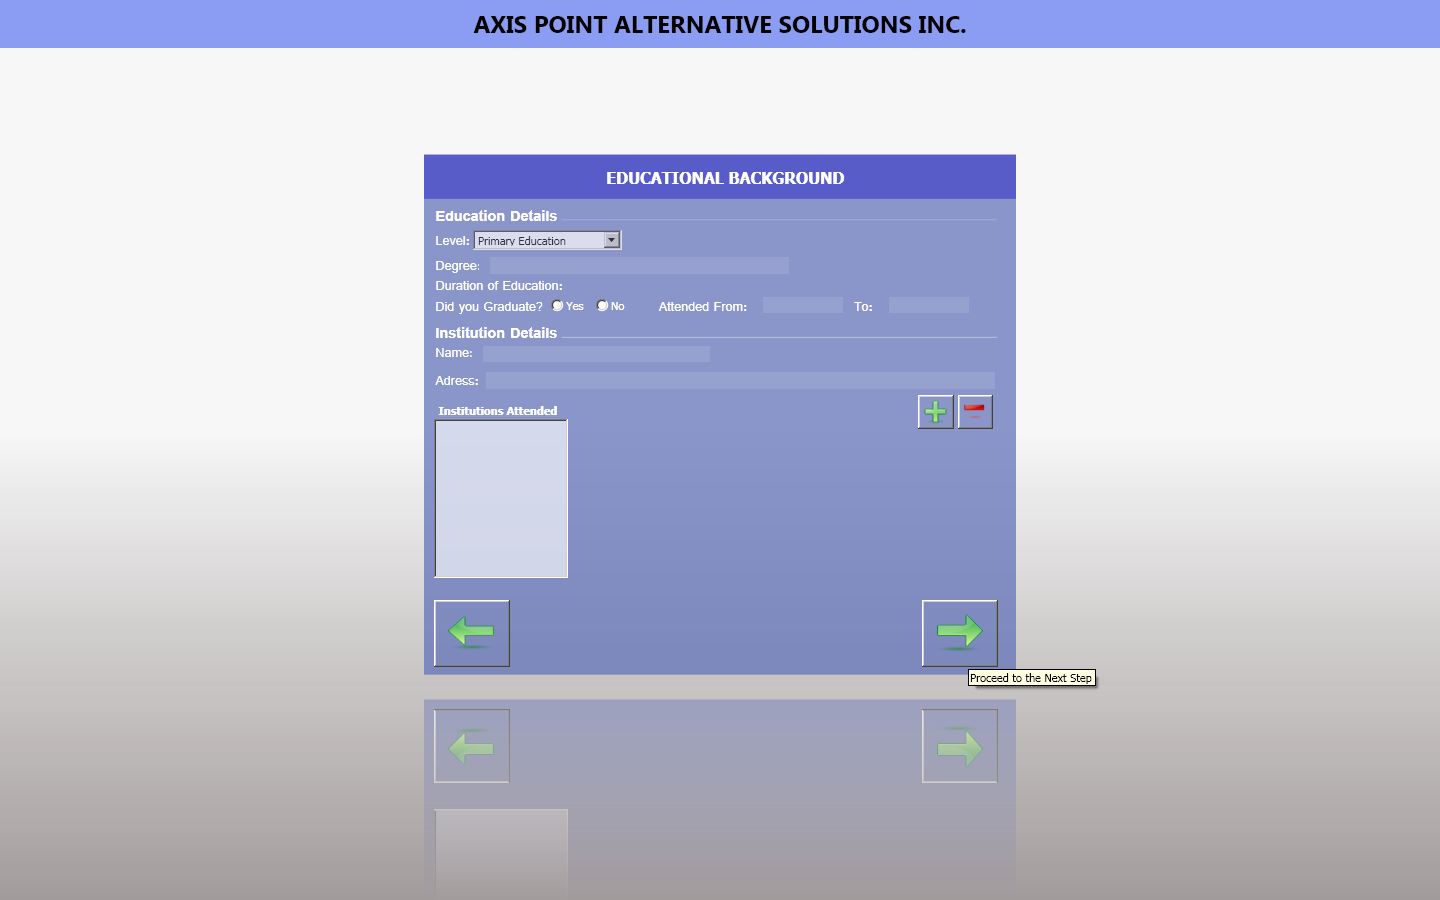 AXIS POINT ALTERNATIVE SOLUTIONS INC.
EDUCATIONAL BACKGROUND
Education Details
Level: Primary Education
Degree:
Duration of Education:
Did you Graduate? Yes No Attended From: To:
Institution Details
Name:
Adress:
Institutions Attended
Proceed to the Next Step